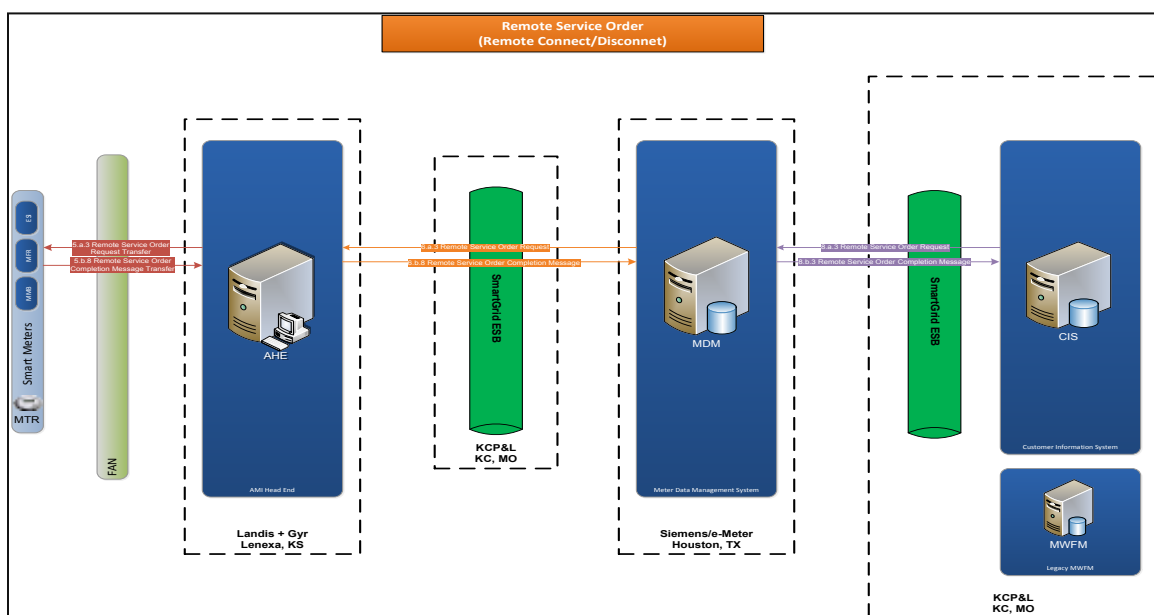 Remote Service Order
(Remote Connect/Disconnet)
5.a.3 Remote Service Order
Request Transfer
5.b.8 Remote Service Order
Completion Message Transfer
6.a.3 Remote Service Order Request
6.b.8 Remote Service Order Completion Message
8.a.3 Remote Service Order Request
8.b.3 Remote Service Order Completion Message
MFR
MMB
Smart Meters
MTR
FAN
AHE
AMI Head End
Landis + Gyr
Lenexa, KS
SmartGrid ESB
KCP&L
KC, MO
MDM
Meter Data Management System
Siemens/e-Meter
Houston, TX
SmartGrid ESB
CIS
Customer Information System
MWFM
Legacy MWFM
KCP&L
KC, MO